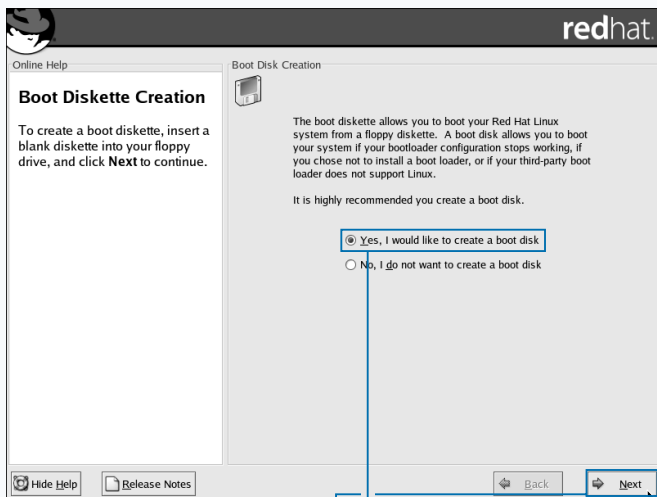 redhat.
Online Help
Boot Diskette Creation
To create a boot diskette, insert a
blank diskette into your floppy
drive, and click Next to continue.
Boot Disk Creation
The boot diskette allows you to boot your Red Hat Linux
system from a floppy diskette. A boot disk allows you to boot
your system if your bootloader configuration stops working, if
you chose not to install a boot loader, or if your third-party boot
loader does not support Linux.
It is highly recommended you create a boot disk.
Yes, I would like to create a boot disk
No, I do not want to create a boot disk
Hide Help
Release Notes
Back
Next